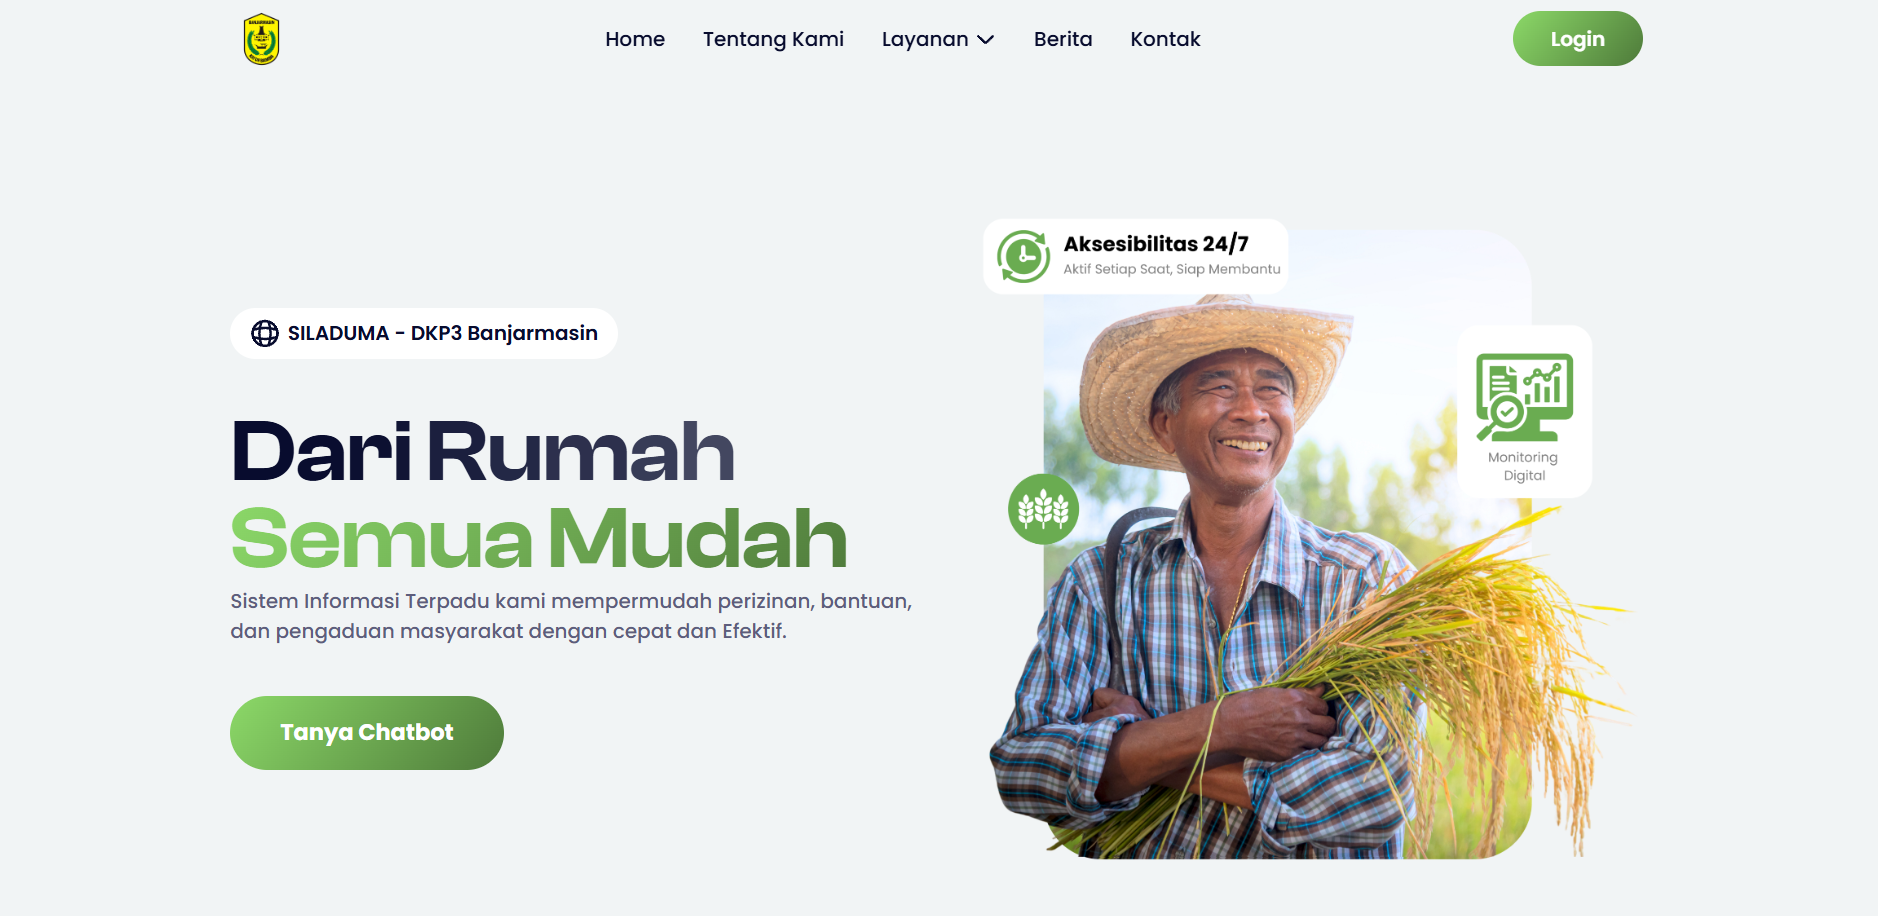 BANJARMASIN
Home
Tentang Kami
Layanan
Berita
Kontak
Login
Aksesibilitas 24/7
Aktif Setiap Saat, Siap Membantu
SILADUMA - DKP3 Banjarmasin
Monitoring
Digital
Dari Rumah
Semua Mudah
Sistem Informasi Terpadu kami mempermudah perizinan, bantuan,
dan pengaduan masyarakat dengan cepat dan Efektif.
Tanya Chatbot